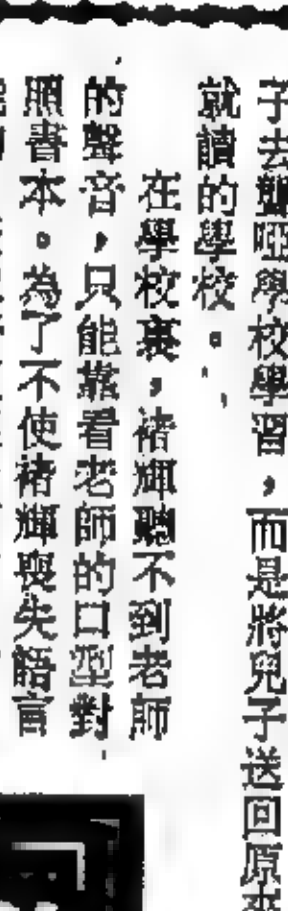 子去聾啞學校學習，而是將兒子送回原來
就讀的學校。
在學校裏，褚輝聽不到老師
的聲音，只能靠看老師的口型對
照書本。為了不使褚輝喪失語言